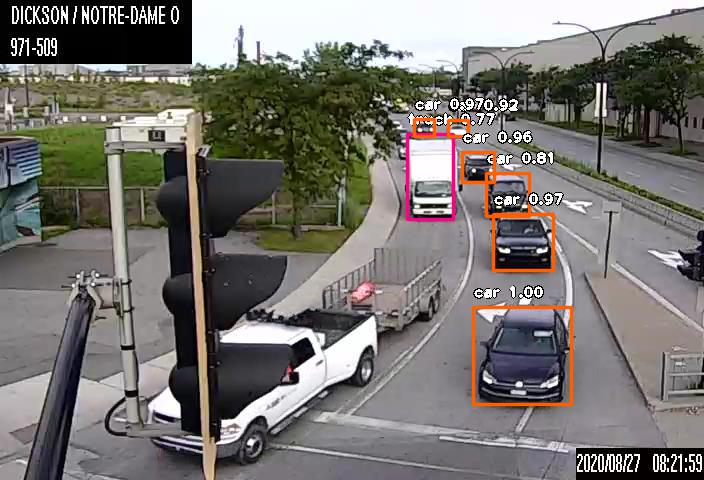 DICKSON / NOTRE-DAME O
971-509
car 0.97
0.92
truck 0.77
car 0.96
car 0.81
car 0.97
car 1.00
2020/08/27 08:21:59